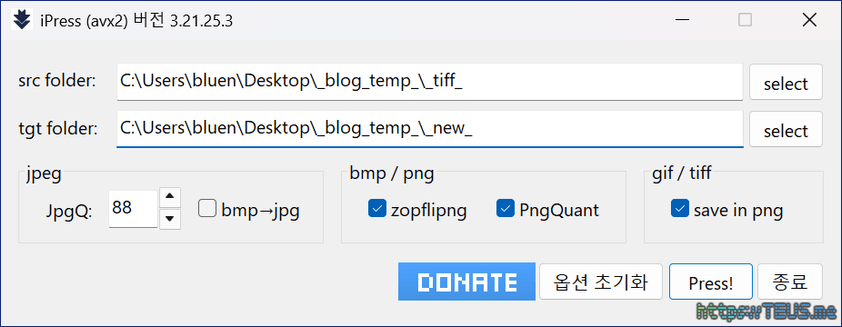 iPress (avx2) 버전 3.21.25.3
src folder: C:\Users\bluen\Desktop\_blog_temp_\_tiff_ select
tgt folder: C:\Users\bluen\Desktop\_blog_temp_\_new_ select
jpeg bmp / png gif / tiff
JpgQ: 88 bmp→jpg zopflipng PngQuant save in png
DONATE 옵션 초기화 Press! 종료
https://TEUS.me